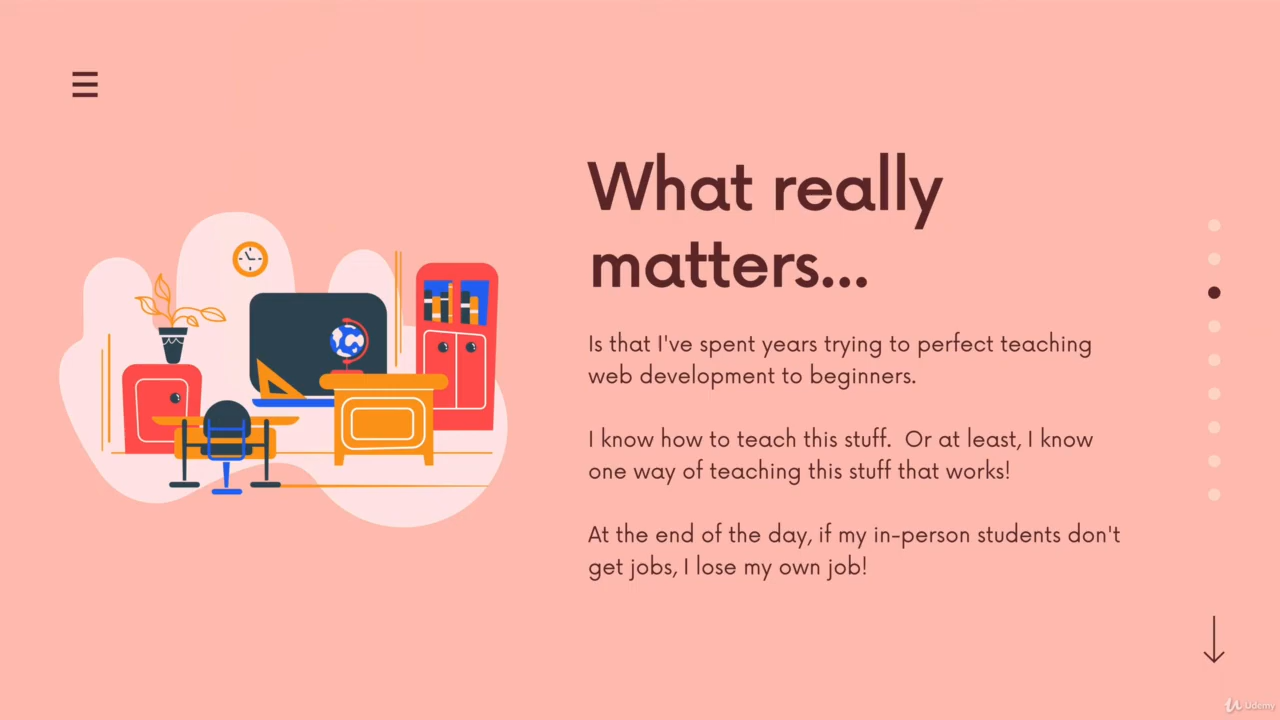 What really
matters...
Is that I've spent years trying to perfect teaching
web development to beginners.
I know how to teach this stuff.  Or at least, I know
one way of teaching this stuff that works!
At the end of the day, if my in-person students don't
get jobs, I lose my own job!
Udemy